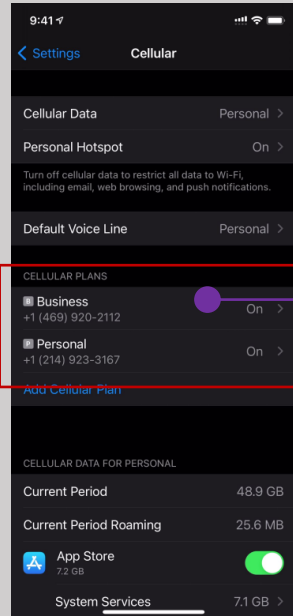 9:41
Settings
Cellular
Cellular Data Personal
Personal Hotspot On
Turn off cellular data to restrict all data to Wi-Fi,
including email, web browsing, and push notifications.
Default Voice Line Personal
CELLULAR PLANS
B Business
+1 (469) 920-2112 On
P Personal
+1 (214) 923-3167 On
Add Cellular Plan
CELLULAR DATA FOR PERSONAL
Current Period 48.9 GB
Current Period Roaming 25.6 MB
App Store
7.2 GB
System Services 7.1 GB